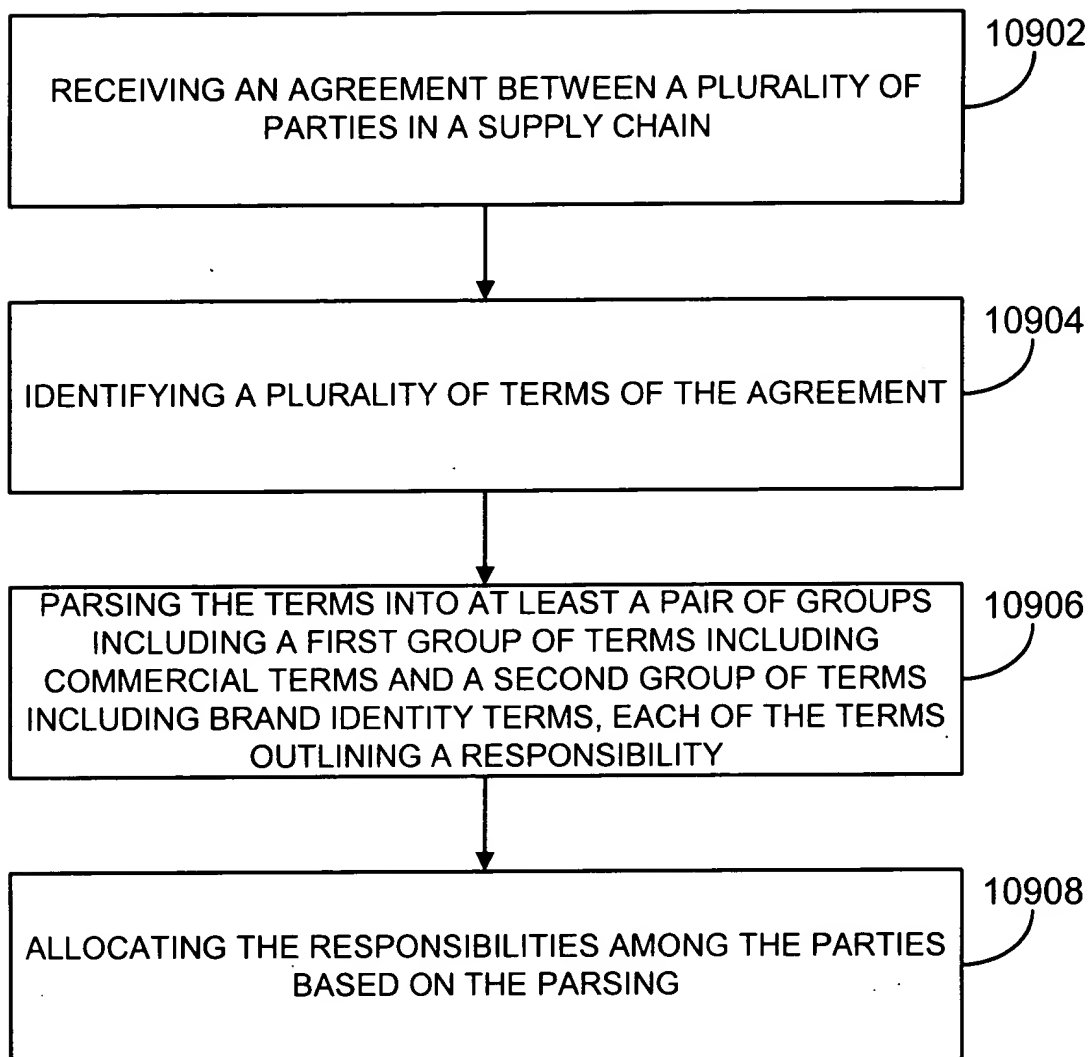 10902
RECEIVING AN AGREEMENT BETWEEN A PLURALITY OF
PARTIES IN A SUPPLY CHAIN
10904
IDENTIFYING A PLURALITY OF TERMS OF THE AGREEMENT
10906
PARSING THE TERMS INTO AT LEAST A PAIR OF GROUPS
INCLUDING A FIRST GROUP OF TERMS INCLUDING
COMMERCIAL TERMS AND A SECOND GROUP OF TERMS
INCLUDING BRAND IDENTITY TERMS, EACH OF THE TERMS
OUTLINING A RESPONSIBILITY
10908
ALLOCATING THE RESPONSIBILITIES AMONG THE PARTIES
BASED ON THE PARSING